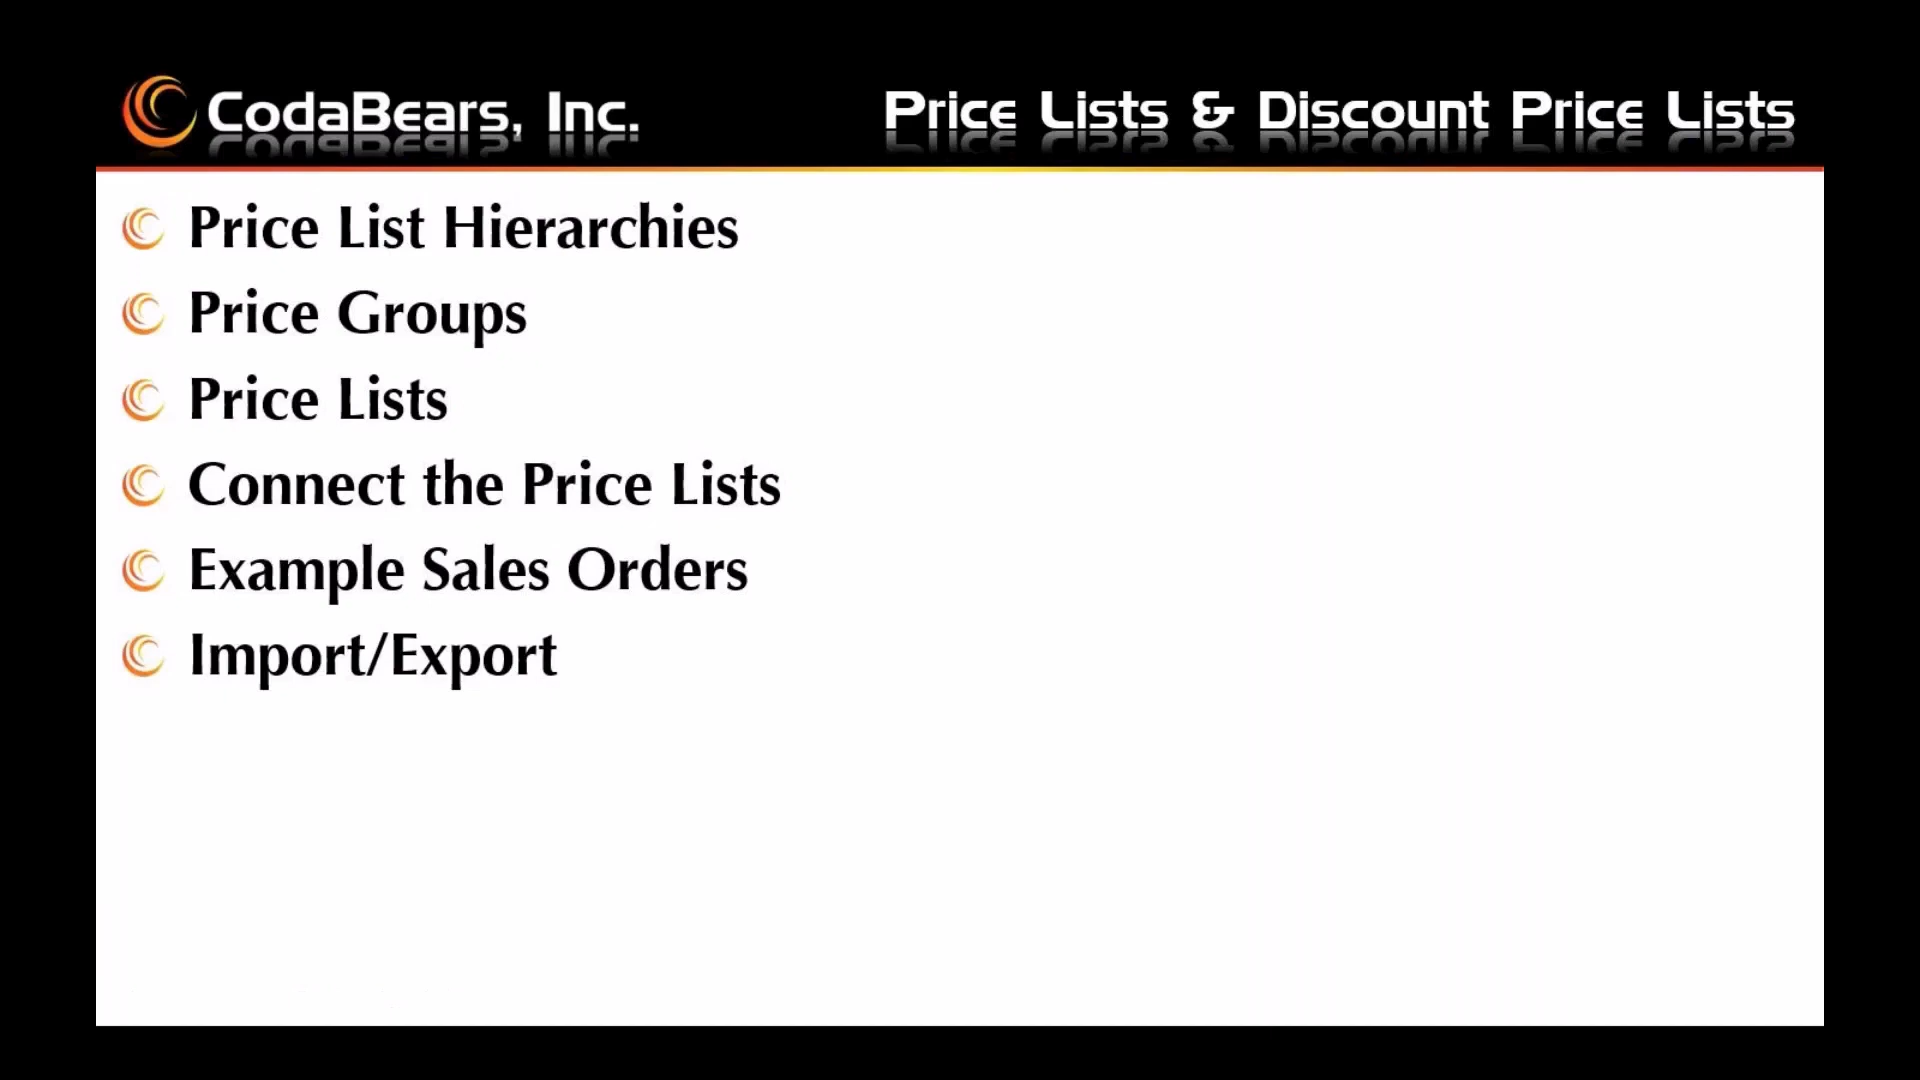 CodaBears, Inc.
Price Lists & Discount Price Lists
Price List Hierarchies
Price Groups
Price Lists
Connect the Price Lists
Example Sales Orders
Import/Export